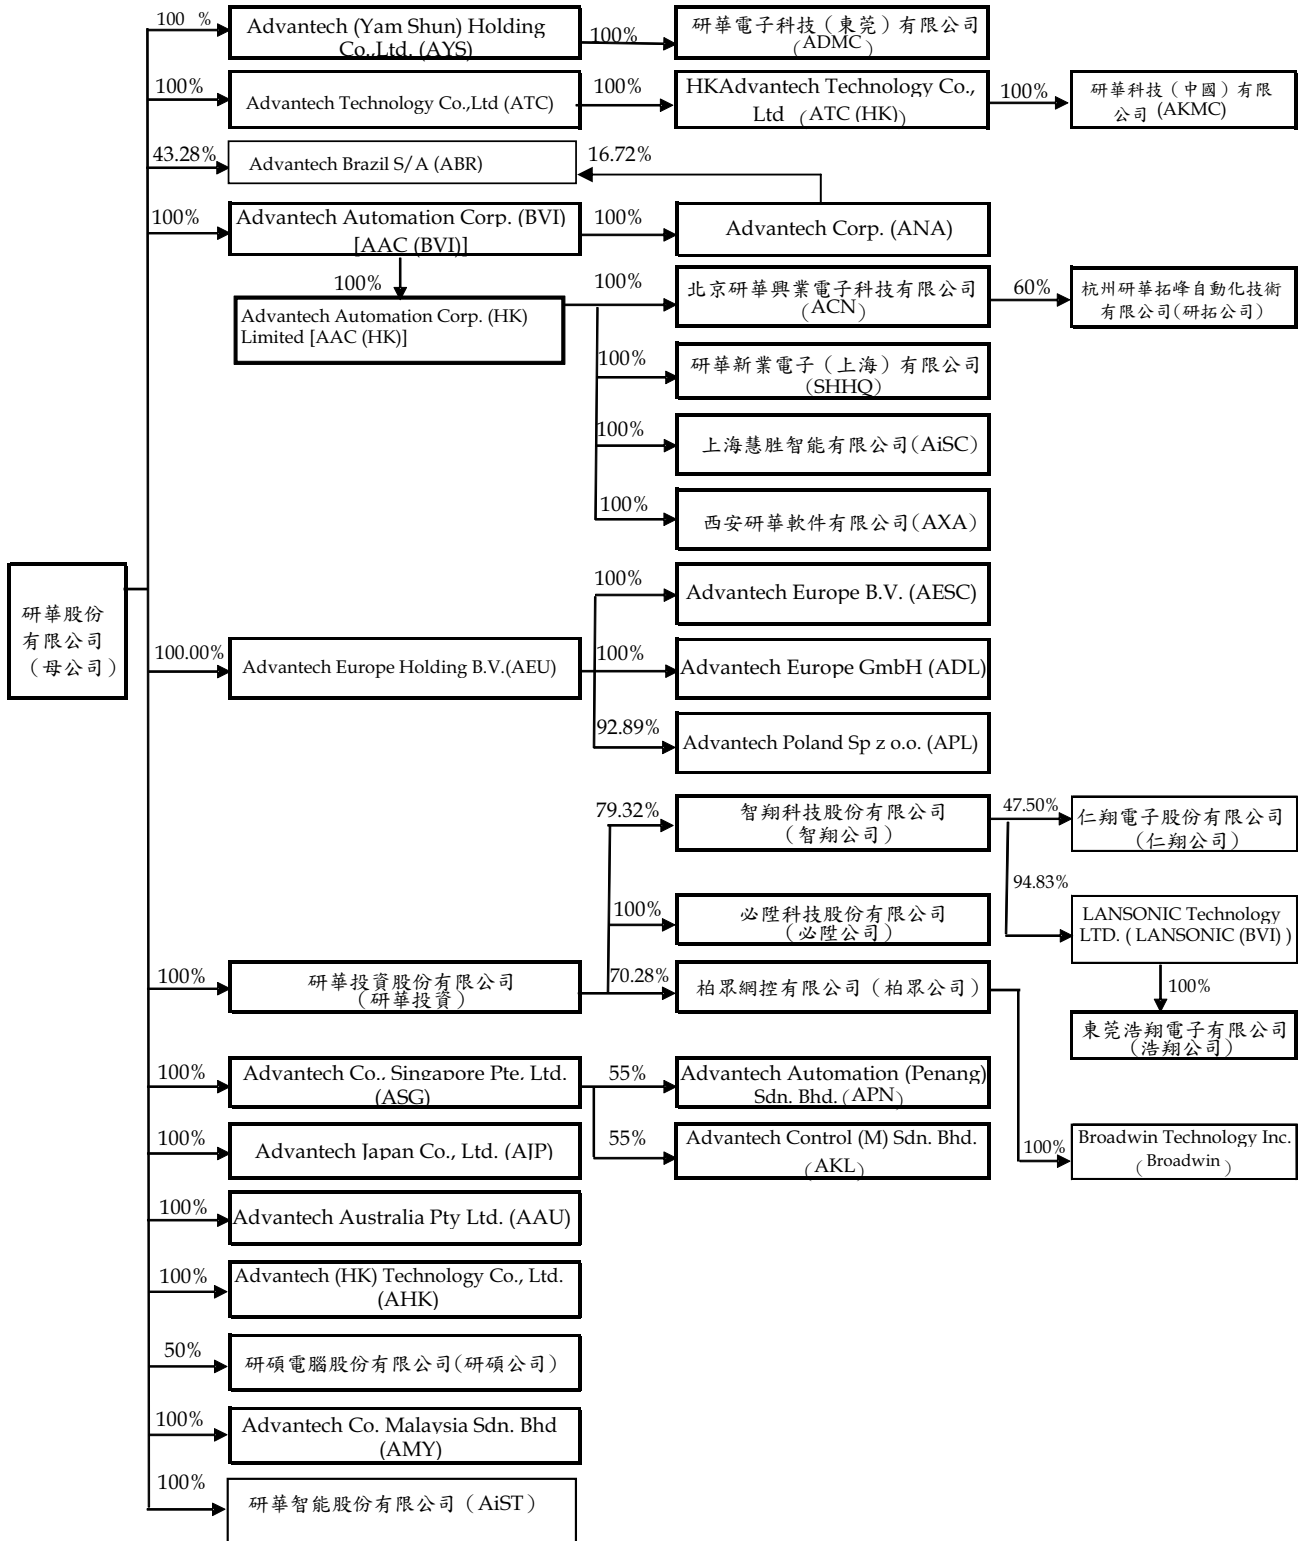 100 %
Advantech (Yam Shun) Holding
Co.,Ltd. (AYS)
100%
研華電子科技（東莞）有限公司
（ADMC）
100%
Advantech Technology Co.,Ltd (ATC)
100%
HKAdvantech Technology Co.,
Ltd （ATC (HK)）
100%
研華科技（中國）有限
公司 (AKMC)
43.28%
Advantech Brazil S/A (ABR)
16.72%
100%
Advantech Automation Corp. (BVI)
[AAC (BVI)]
100%
Advantech Corp. (ANA)
100%
Advantech Automation Corp. (HK)
Limited [AAC (HK)]
100%
北京研華興業電子科技有限公司
（ACN）
60%
杭州研華拓峰自動化技術
有限公司(研拓公司)
100%
研華新業電子（上海）有限公司
（SHHQ）
100%
上海慧胜智能有限公司(AiSC)
100%
西安研華軟件有限公司(AXA)
研華股份
有限公司
（母公司）
100.00%
Advantech Europe Holding B.V.(AEU)
100%
Advantech Europe B.V. (AESC)
100%
Advantech Europe GmbH (ADL)
92.89%
Advantech Poland Sp z o.o. (APL)
100%
研華投資股份有限公司
（研華投資）
79.32%
智翔科技股份有限公司
（智翔公司）
47.50%
仁翔電子股份有限公司
（仁翔公司）
94.83%
LANSONIC Technology
LTD. ( LANSONIC (BVI) )
100%
東莞浩翔電子有限公司
（浩翔公司）
100%
必陞科技股份有限公司
（必陞公司）
70.28%
柏眾網控有限公司（柏眾公司）
100%
Broadwin Technology Inc.
（Broadwin）
100%
Advantech Co., Singapore Pte, Ltd.
(ASG)
55%
Advantech Automation (Penang)
Sdn. Bhd.（APN）
55%
Advantech Control (M) Sdn. Bhd.
（AKL）
100%
Advantech Japan Co., Ltd. (AJP)
100%
Advantech Australia Pty Ltd. (AAU)
100%
Advantech (HK) Technology Co., Ltd.
(AHK)
50%
研碩電腦股份有限公司(研碩公司）
100%
Advantech Co. Malaysia Sdn. Bhd
(AMY)
100%
研華智能股份有限公司（AiST）